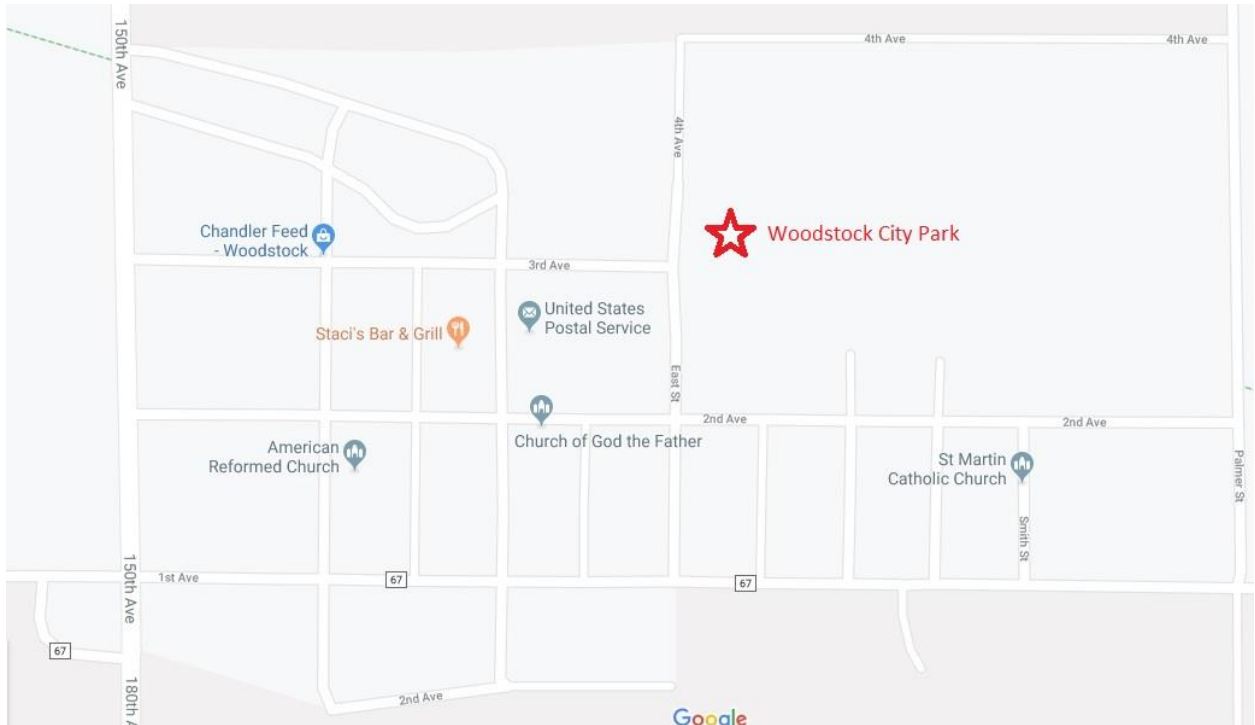 150th Ave
4th Ave
4th Ave
4th Ave
Chandler Feed
- Woodstock
Woodstock City Park
3rd Ave
United States
Postal Service
Staci's Bar & Grill
East St
2nd Ave
2nd Ave
Church of God the Father
American
Reformed Church
St Martin
Catholic Church
Palmer St
Smith St
150th Ave
1st Ave
67
67
67
180th A
2nd Ave
Google